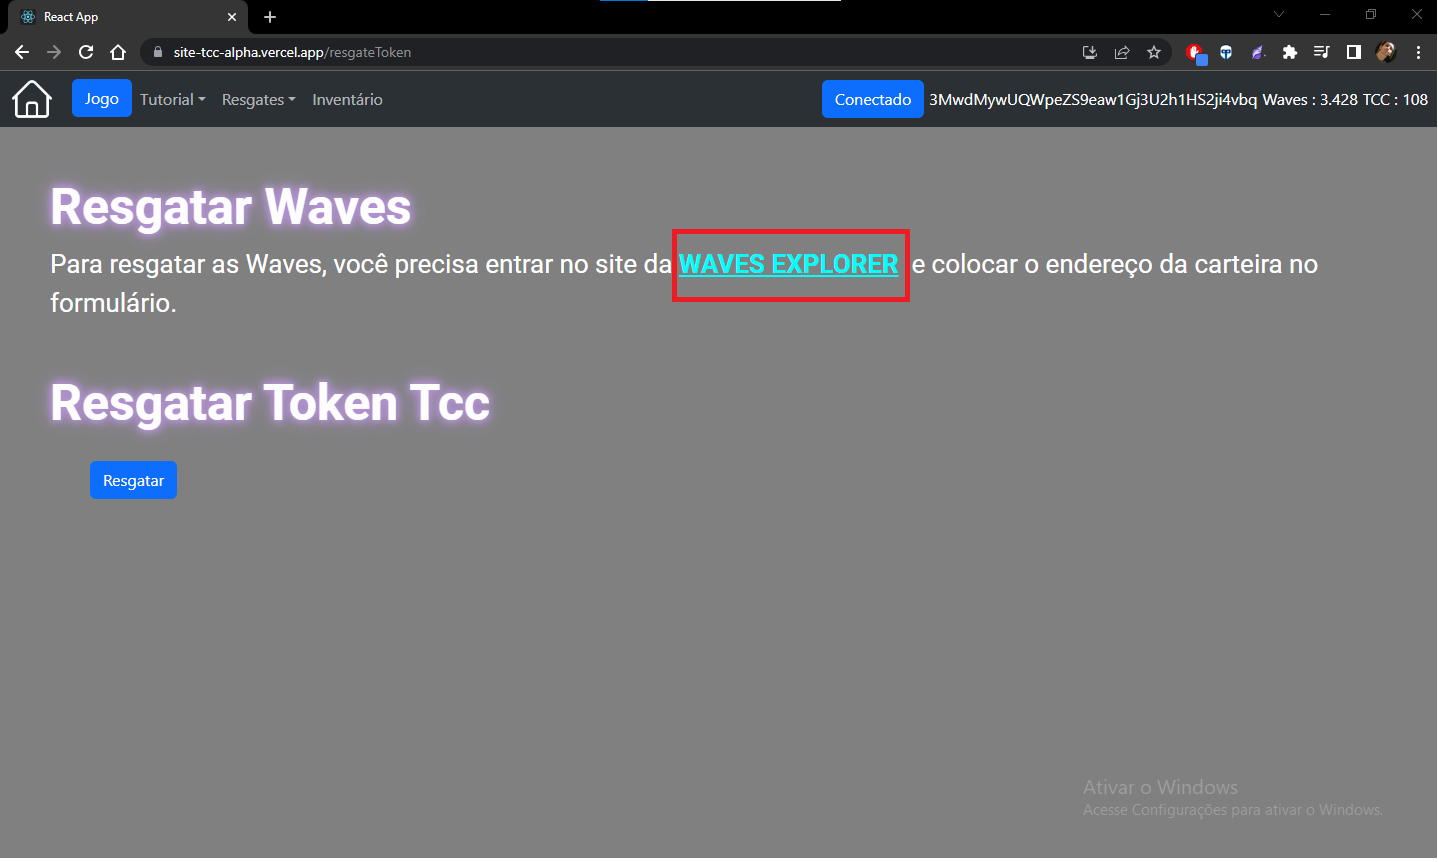 React App
site-tcc-alpha.vercel.app/resgateToken
Jogo Tutorial Resgates Inventário Conectado 3MwdMywUQWpeZS9eaw1Gj3U2h1HS2ji4vbq Waves : 3.428 TCC : 108
Resgatar Waves
Para resgatar as Waves, você precisa entrar no site da WAVES EXPLORER e colocar o endereço da carteira no
formulário.
Resgatar Token Tcc
Resgatar
Ativar o Windows
Acesse Configurações para ativar o Windows.